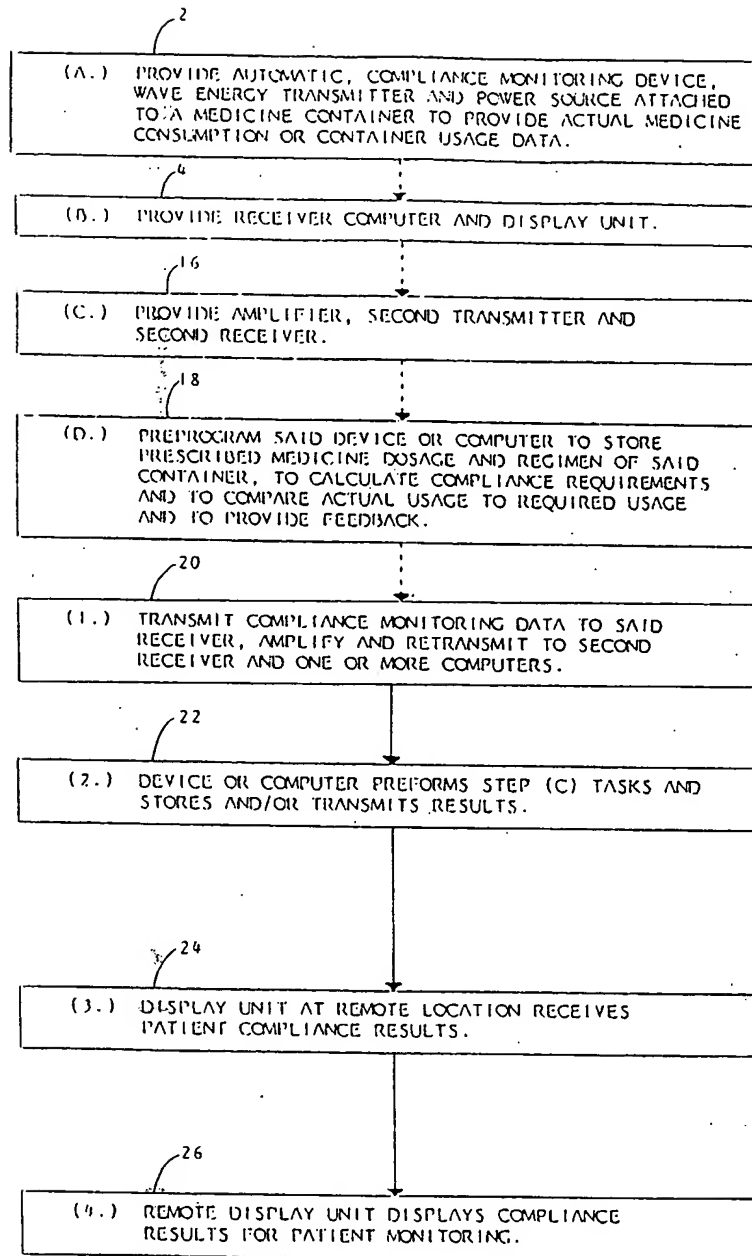 2
(A.) PROVIDE AUTOMATIC, COMPLIANCE MONITORING DEVICE,
WAVE ENERGY TRANSMITTER AND POWER SOURCE ATTACHED
TO A MEDICINE CONTAINER TO PROVIDE ACTUAL MEDICINE
CONSUMPTION OR CONTAINER USAGE DATA.
4
(B.) PROVIDE RECEIVER COMPUTER AND DISPLAY UNIT.
16
(C.) PROVIDE AMPLIFIER, SECOND TRANSMITTER AND
SECOND RECEIVER.
18
(D.) PREPROGRAM SAID DEVICE OR COMPUTER TO STORE
PRESCRIBED MEDICINE DOSAGE AND REGIMEN OF SAID
CONTAINER, TO CALCULATE COMPLIANCE REQUIREMENTS
AND TO COMPARE ACTUAL USAGE TO REQUIRED USAGE
AND TO PROVIDE FEEDBACK.
20
(1.) TRANSMIT COMPLIANCE MONITORING DATA TO SAID
RECEIVER, AMPLIFY AND RETRANSMIT TO SECOND
RECEIVER AND ONE OR MORE COMPUTERS.
22
(2.) DEVICE OR COMPUTER PREFORMS STEP (C) TASKS AND
STORES AND/OR TRANSMITS RESULTS.
24
(3.) DISPLAY UNIT AT REMOTE LOCATION RECEIVES
PATIENT COMPLIANCE RESULTS.
26
(4.) REMOTE DISPLAY UNIT DISPLAYS COMPLIANCE
RESULTS FOR PATIENT MONITORING.